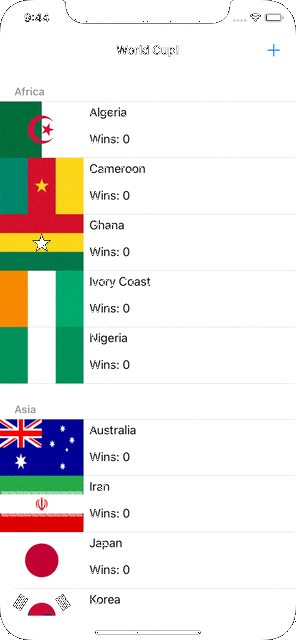 9:44
World Cup!
+
Africa
Algeria
Wins: 0
Cameroon
Wins: 0
Ghana
Wins: 0
Ivory Coast
Wins: 0
Nigeria
Wins: 0
Asia
Australia
Wins: 0
Iran
Wins: 0
Japan
Wins: 0
Korea